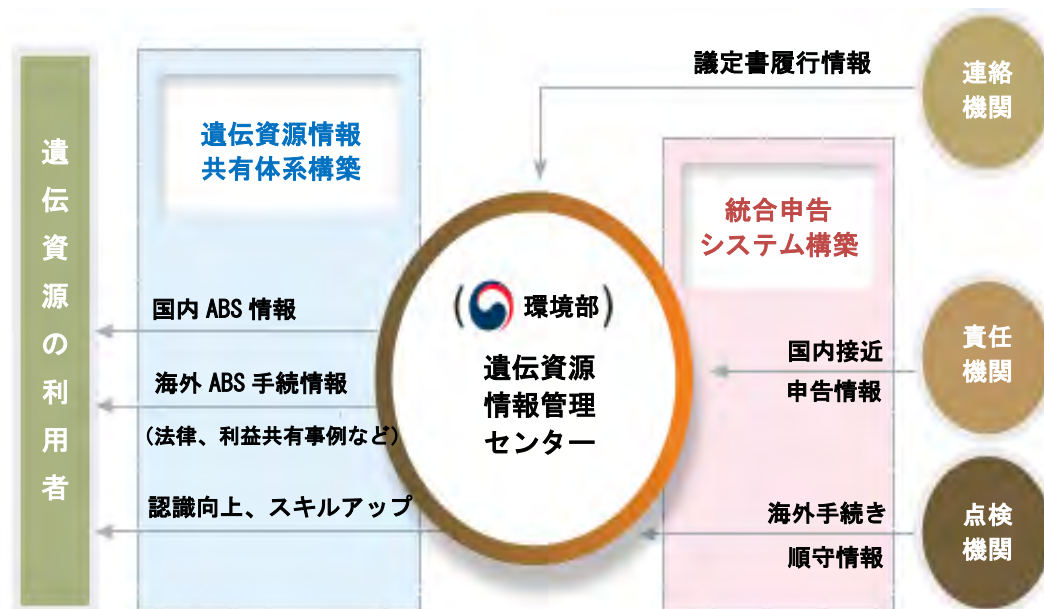 遺伝資源の利用者
遺伝資源情報
共有体系構築
国内 ABS 情報
海外 ABS 手続情報
(法律、利益共有事例など)
認識向上、スキルアップ
(環境部)
遺伝資源
情報管理
センター
議定書履行情報
統合申告
システム構築
国内接近
申告情報
海外手続き
順守情報
連絡
機関
責任
機関
点検
機関